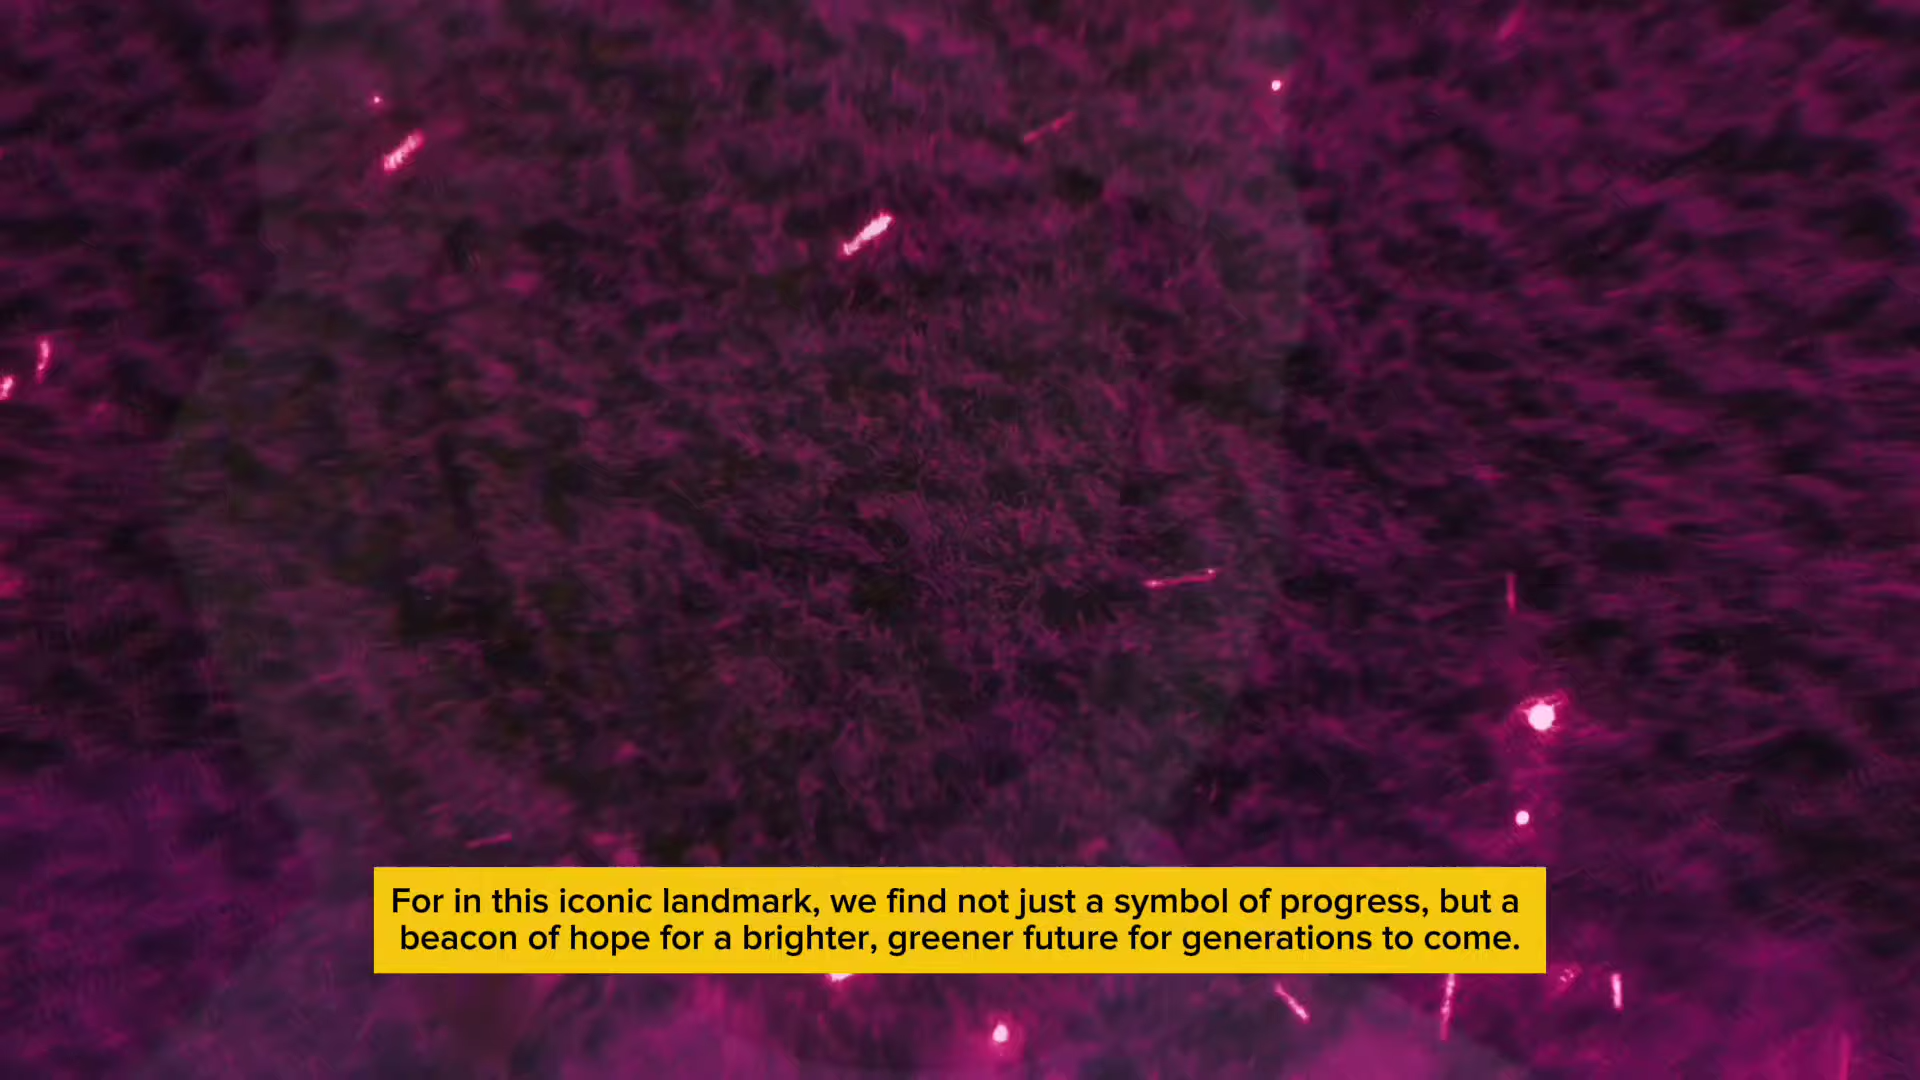 For in this iconic landmark, we find not just a symbol of progress, but a
beacon of hope for a brighter, greener future for generations to come.